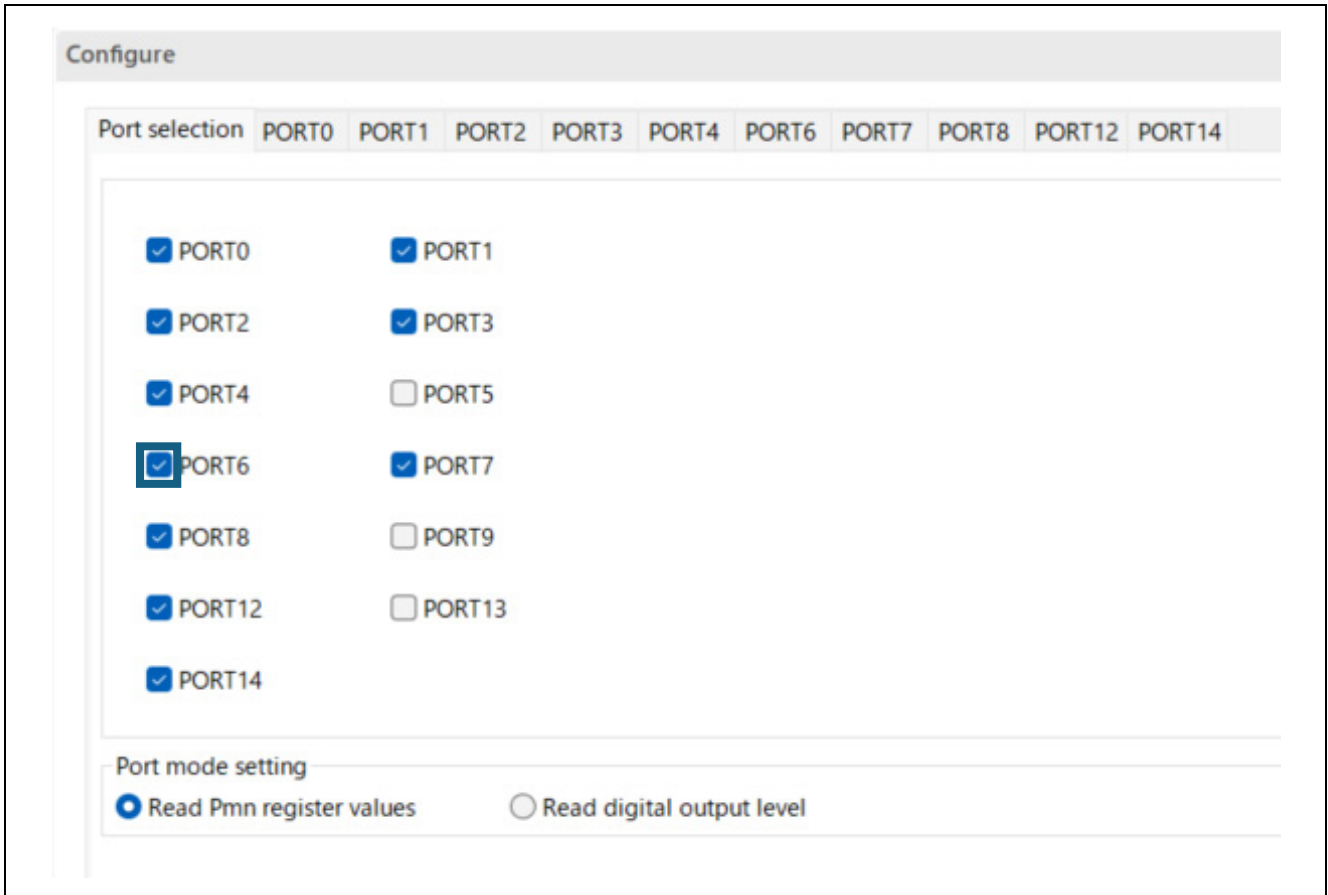 Configure
Port selection PORT0 PORT1 PORT2 PORT3 PORT4 PORT6 PORT7 PORT8 PORT12 PORT14
PORT0 PORT1
PORT2 PORT3
PORT4 PORT5
PORT6 PORT7
PORT8 PORT9
PORT12 PORT13
PORT14
Port mode setting
Read Pmn register values Read digital output level